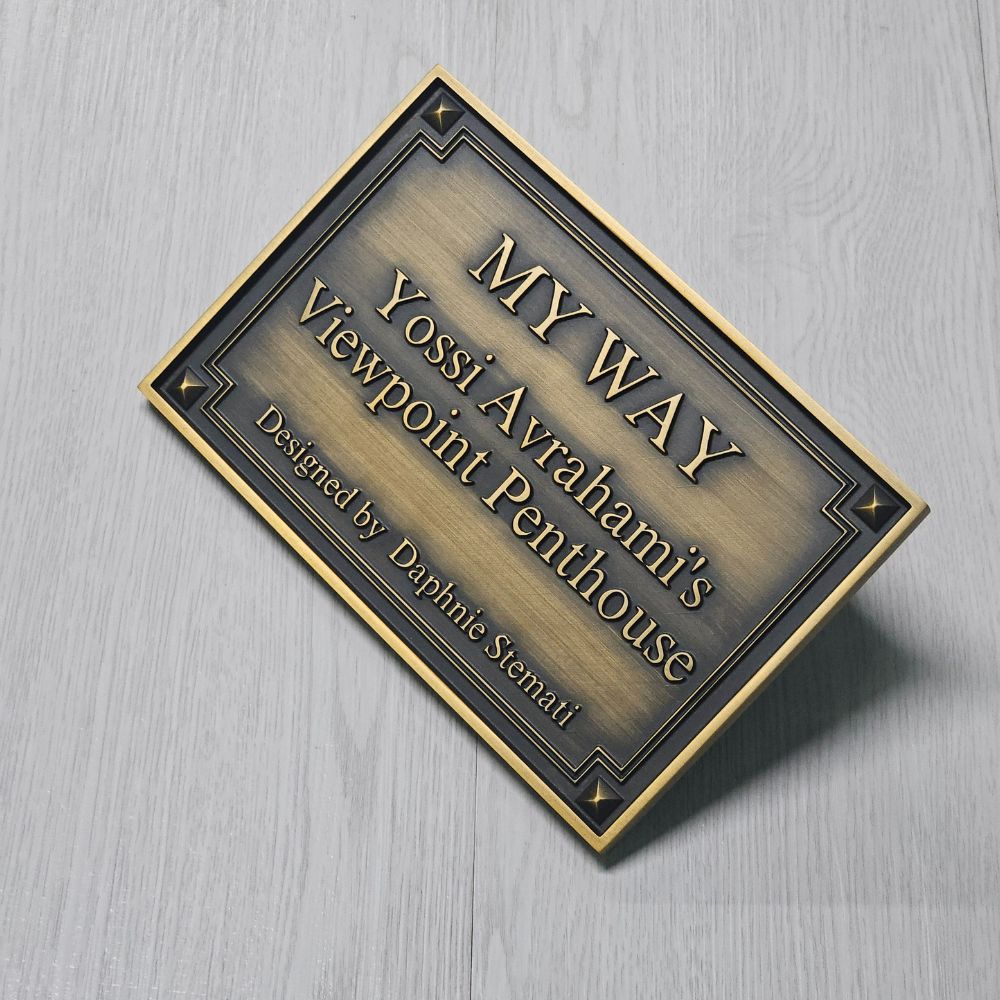 MY WAY
Yossi Avrahami's
Viewpoint Penthouse
Designed by Daphnie Stemati